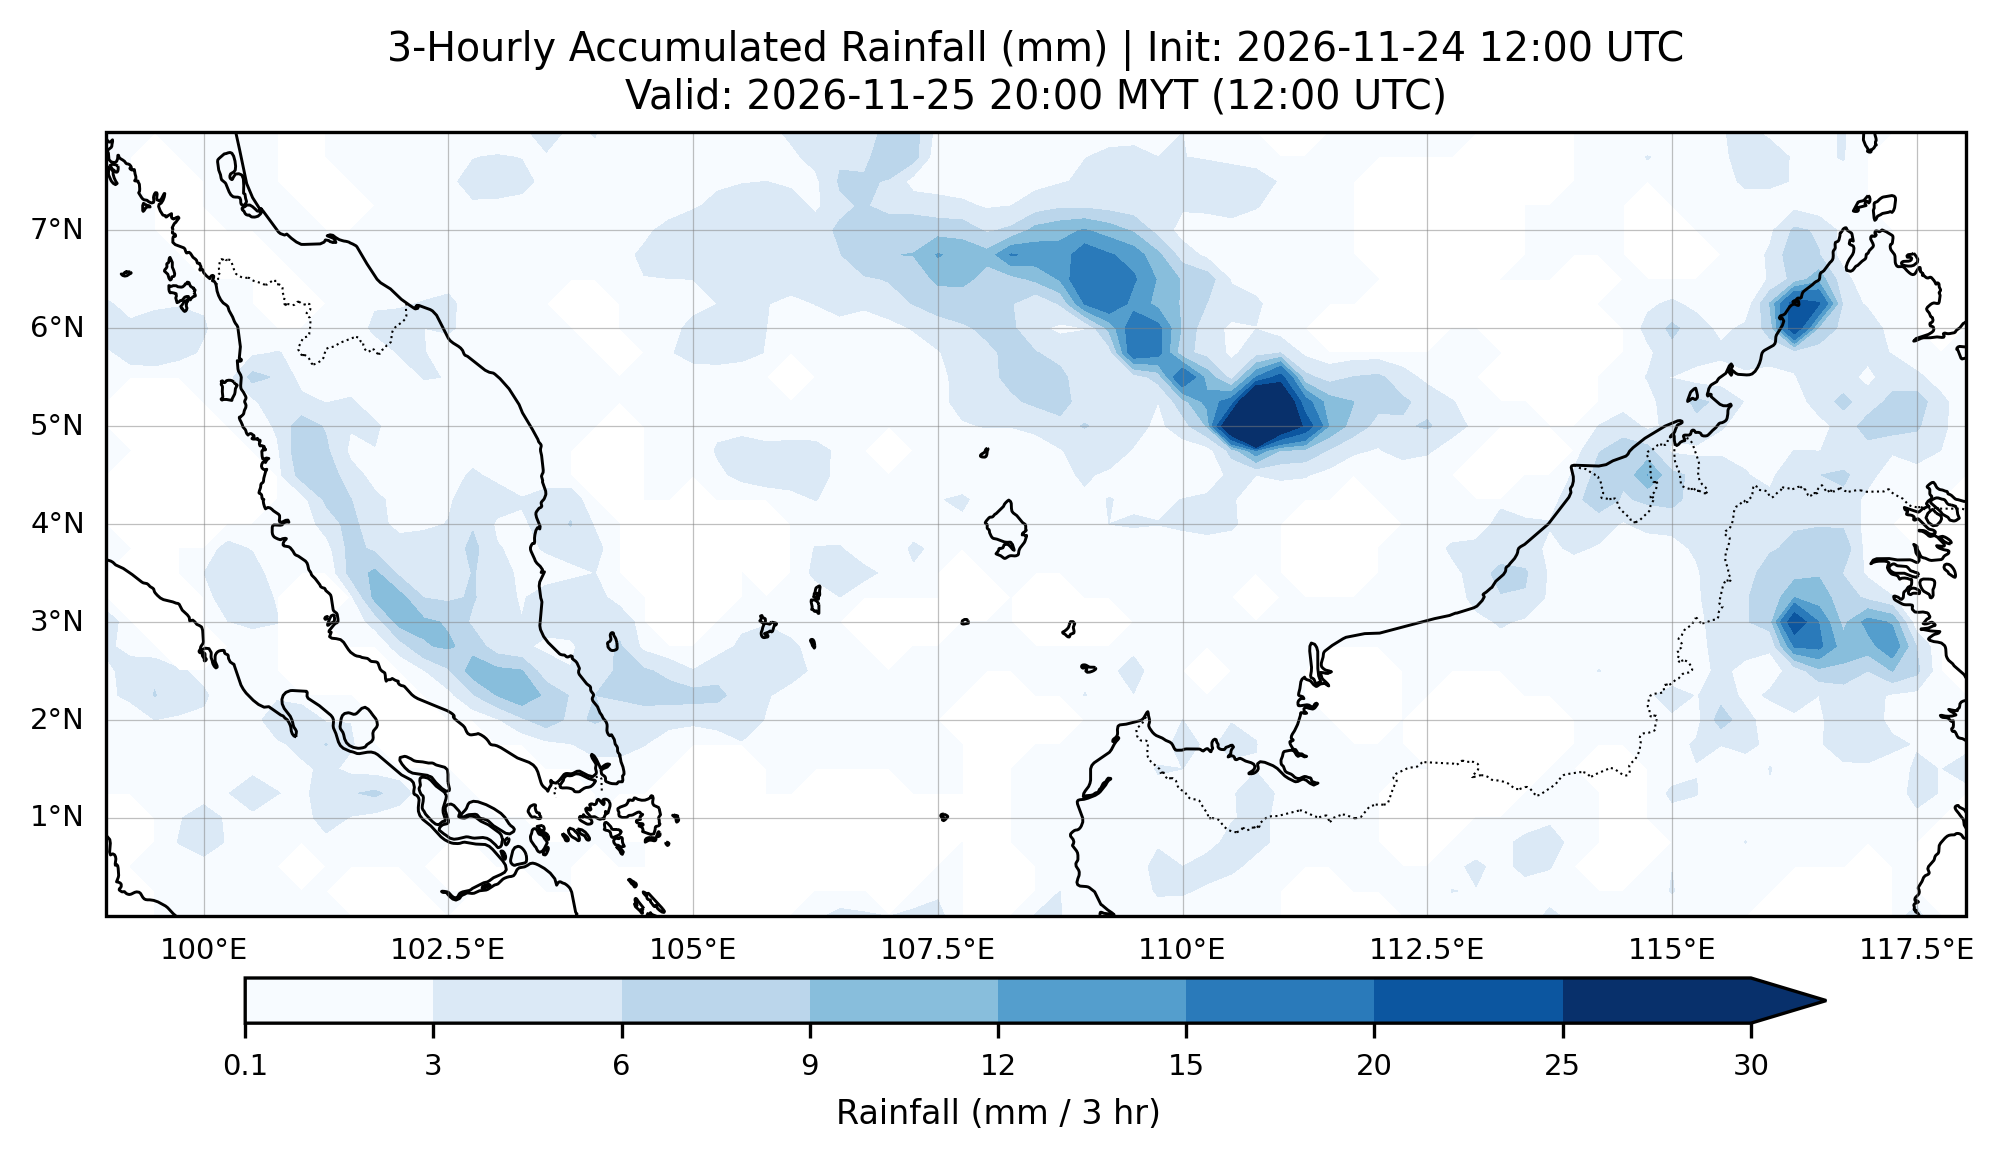 3-Hourly Accumulated Rainfall (mm) | Init: 2026-11-24 12:00 UTC
Valid: 2026-11-25 20:00 MYT (12:00 UTC)
7°N
6°N
5°N
4°N
3°N
2°N
1°N
100°E 102.5°E 105°E 107.5°E 110°E 112.5°E 115°E 117.5°E
0.1 3 6 9 12 15 20 25 30
Rainfall (mm / 3 hr)